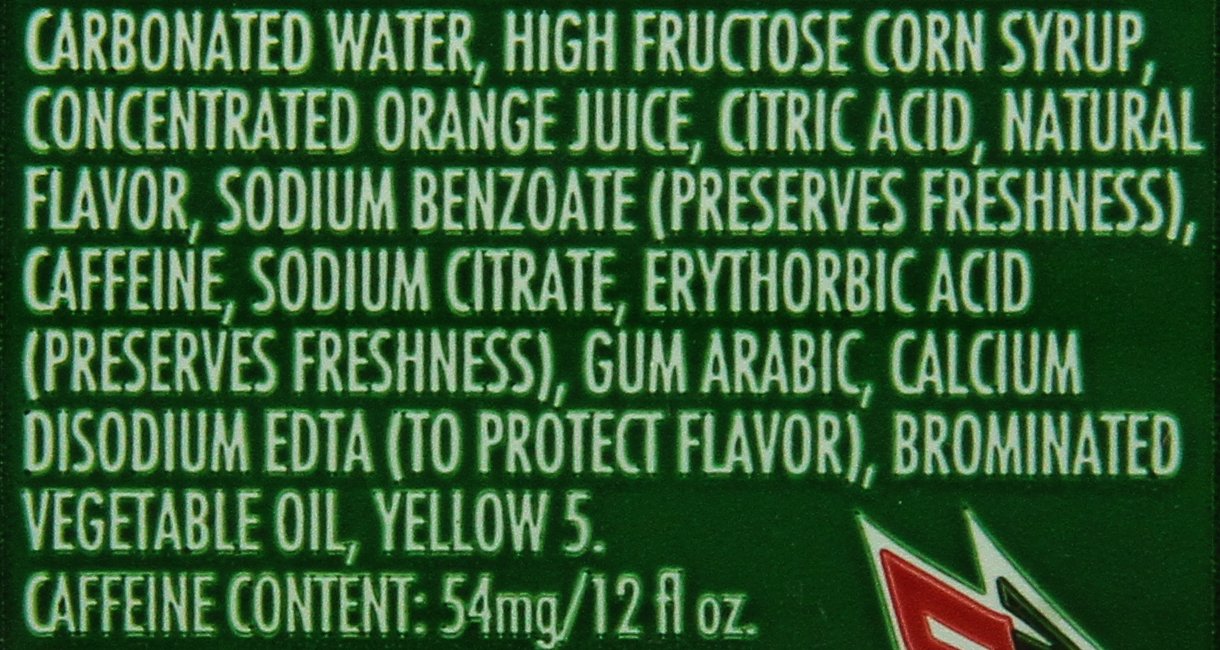 CARBONATED WATER, HIGH FRUCTOSE CORN SYRUP,
CONCENTRATED ORANGE JUICE, CITRIC ACID, NATURAL
FLAVOR, SODIUM BENZOATE (PRESERVES FRESHNESS),
CAFFEINE, SODIUM CITRATE, ERYTHORBIC ACID
(PRESERVES FRESHNESS), GUM ARABIC, CALCIUM
DISODIUM EDTA (TO PROTECT FLAVOR), BROMINATED
VEGETABLE OIL, YELLOW 5.
CAFFEINE CONTENT: 54mg/12 fl oz.